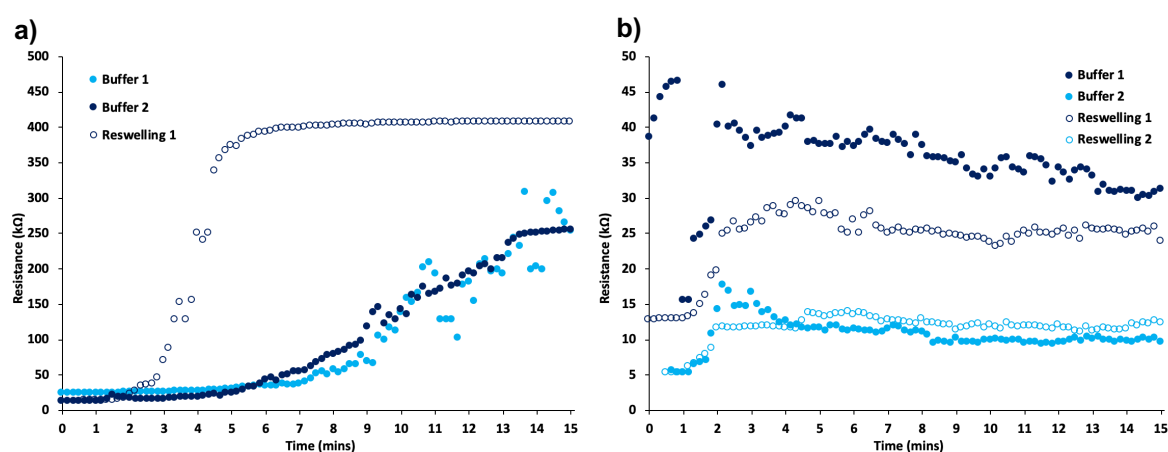 a)
500
450
400
350
300
250
200
150
100
50
0
Resistance (kΩ)
Buffer 1
Buffer 2
Reswelling 1
0 1 2 3 4 5 6 7 8 9 10 11 12 13 14 15
Time (mins)
b)
50
45
40
35
30
25
20
15
10
5
0
Resistance (kΩ)
Buffer 1
Buffer 2
Reswelling 1
Reswelling 2
0 1 2 3 4 5 6 7 8 9 10 11 12 13 14 15
Time (mins)